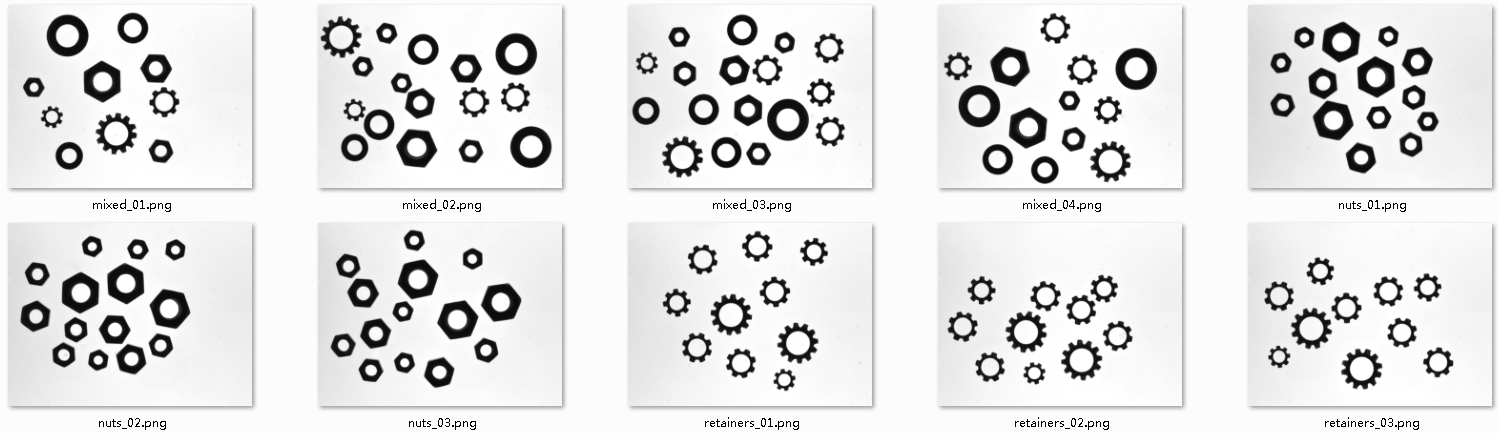 mixed_01.png
mixed_02.png
mixed_03.png
mixed_04.png
nuts_01.png
nuts_02.png
nuts_03.png
retainers_01.png
retainers_02.png
retainers_03.png